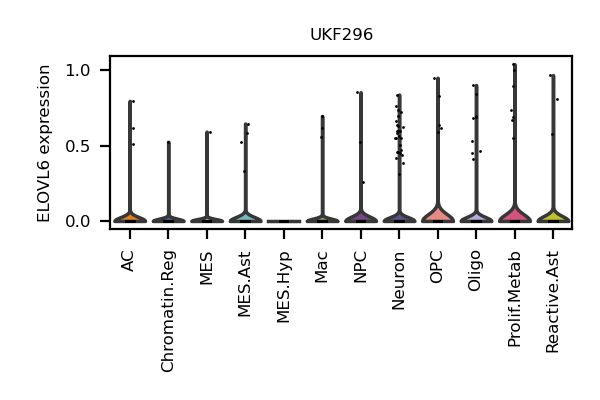 UKF296
ELOVL6 expression
1.0
0.5
0.0
AC
Chromatin.Reg
MES
MES.Ast
MES.Hyp
Mac
NPC
Neuron
OPC
Oligo
Prolif.Metab
Reactive.Ast